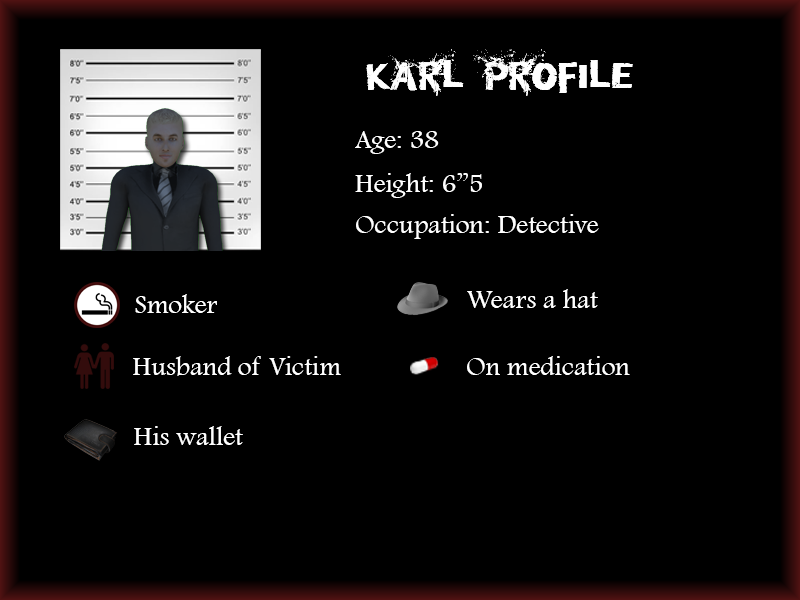 KARL PROFILE
8'0" 8'0"
7'5" 7'5"
7'0" 7'0"
6'5" 6'5"
6'0" 6'0"
5'5" 5'5"
5'0" 5'0"
4'5" 4'5"
4'0" 4'0"
3'5" 3'5"
3'0" 3'0"
Age: 38
Height: 6”5
Occupation: Detective
Smoker
Wears a hat
Husband of Victim
On medication
His wallet